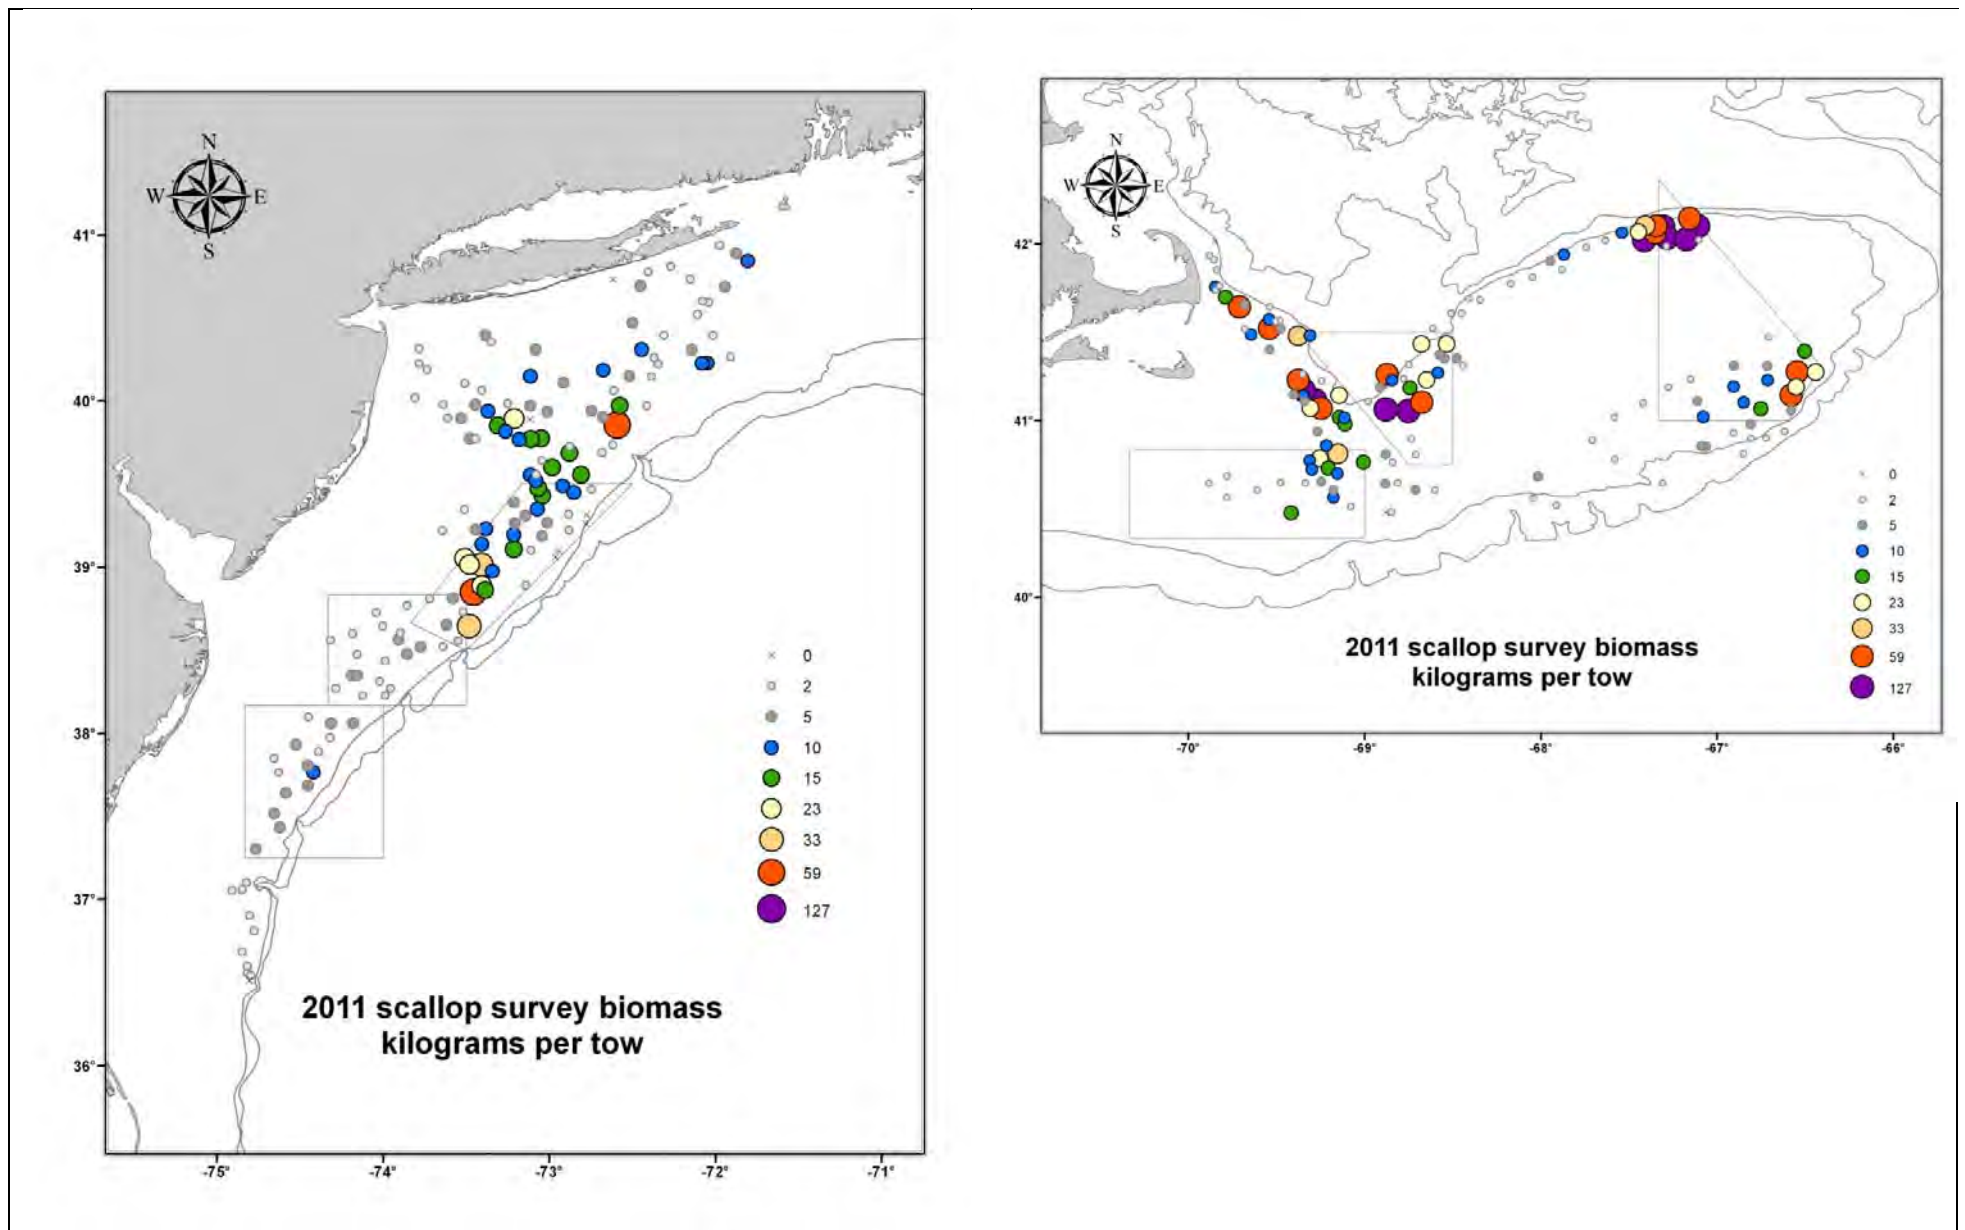 N
W E
S
41°
40°
39°
38°
37°
36°
-75° -74° -73° -72° -71°
0
2
5
10
15
23
33
59
127
2011 scallop survey biomass
kilograms per tow
N
W E
S
42°
41°
40°
-70° -69° -68° -67° -66°
0
2
5
10
15
23
33
59
127
2011 scallop survey biomass
kilograms per tow